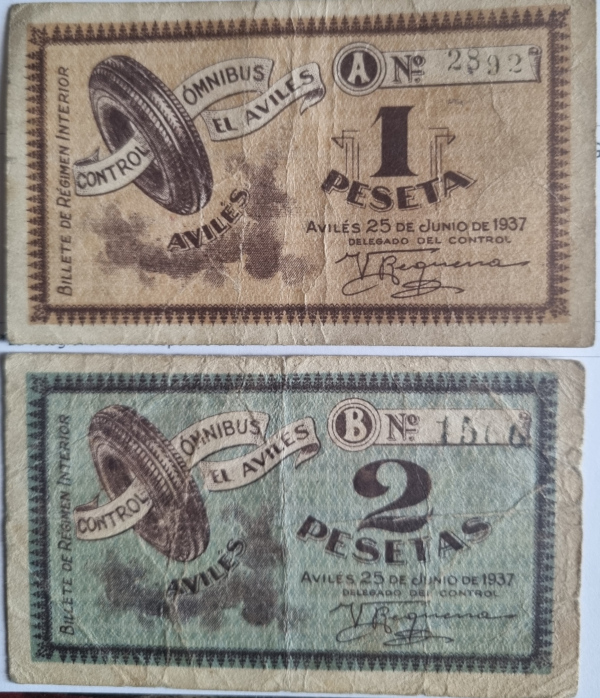 BILLETE DE RÉGIMEN INTERIOR
CONTROL
ÓMNIBUS
EL AVILÉS
AVILÉS
A Nº 2892
1
PESETA
AVILÉS 25 DE JUNIO DE 1937
DELEGADO DEL CONTROL
V Requena
BILLETE DE RÉGIMEN INTERIOR
CONTROL
ÓMNIBUS
EL AVILÉS
AVILÉS
B Nº
2
PESETAS
AVILÉS 25 DE JUNIO DE 1937
DELEGADO DEL CONTROL
V Requena